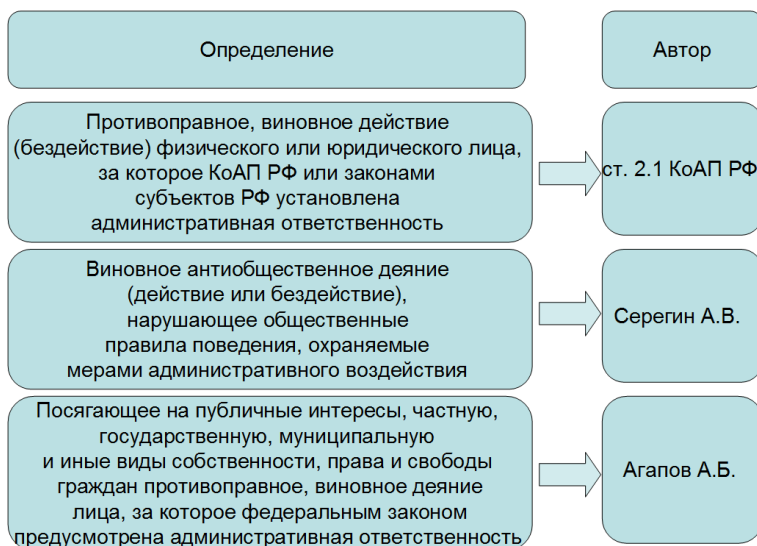 Определение
Автор
Противоправное, виновное действие
(бездействие) физического или юридического лица,
за которое КоАП РФ или законами
субъектов РФ установлена
административная ответственность
ст. 2.1 КоАП РФ
Виновное антиобщественное деяние
(действие или бездействие),
нарушающее общественные
правила поведения, охраняемые
мерами административного воздействия
Серегин А.В.
Посягающее на публичные интересы, частную,
государственную, муниципальную
и иные виды собственности, права и свободы
граждан противоправное, виновное деяние
лица, за которое федеральным законом
предусмотрена административная ответственность
Агапов А.Б.